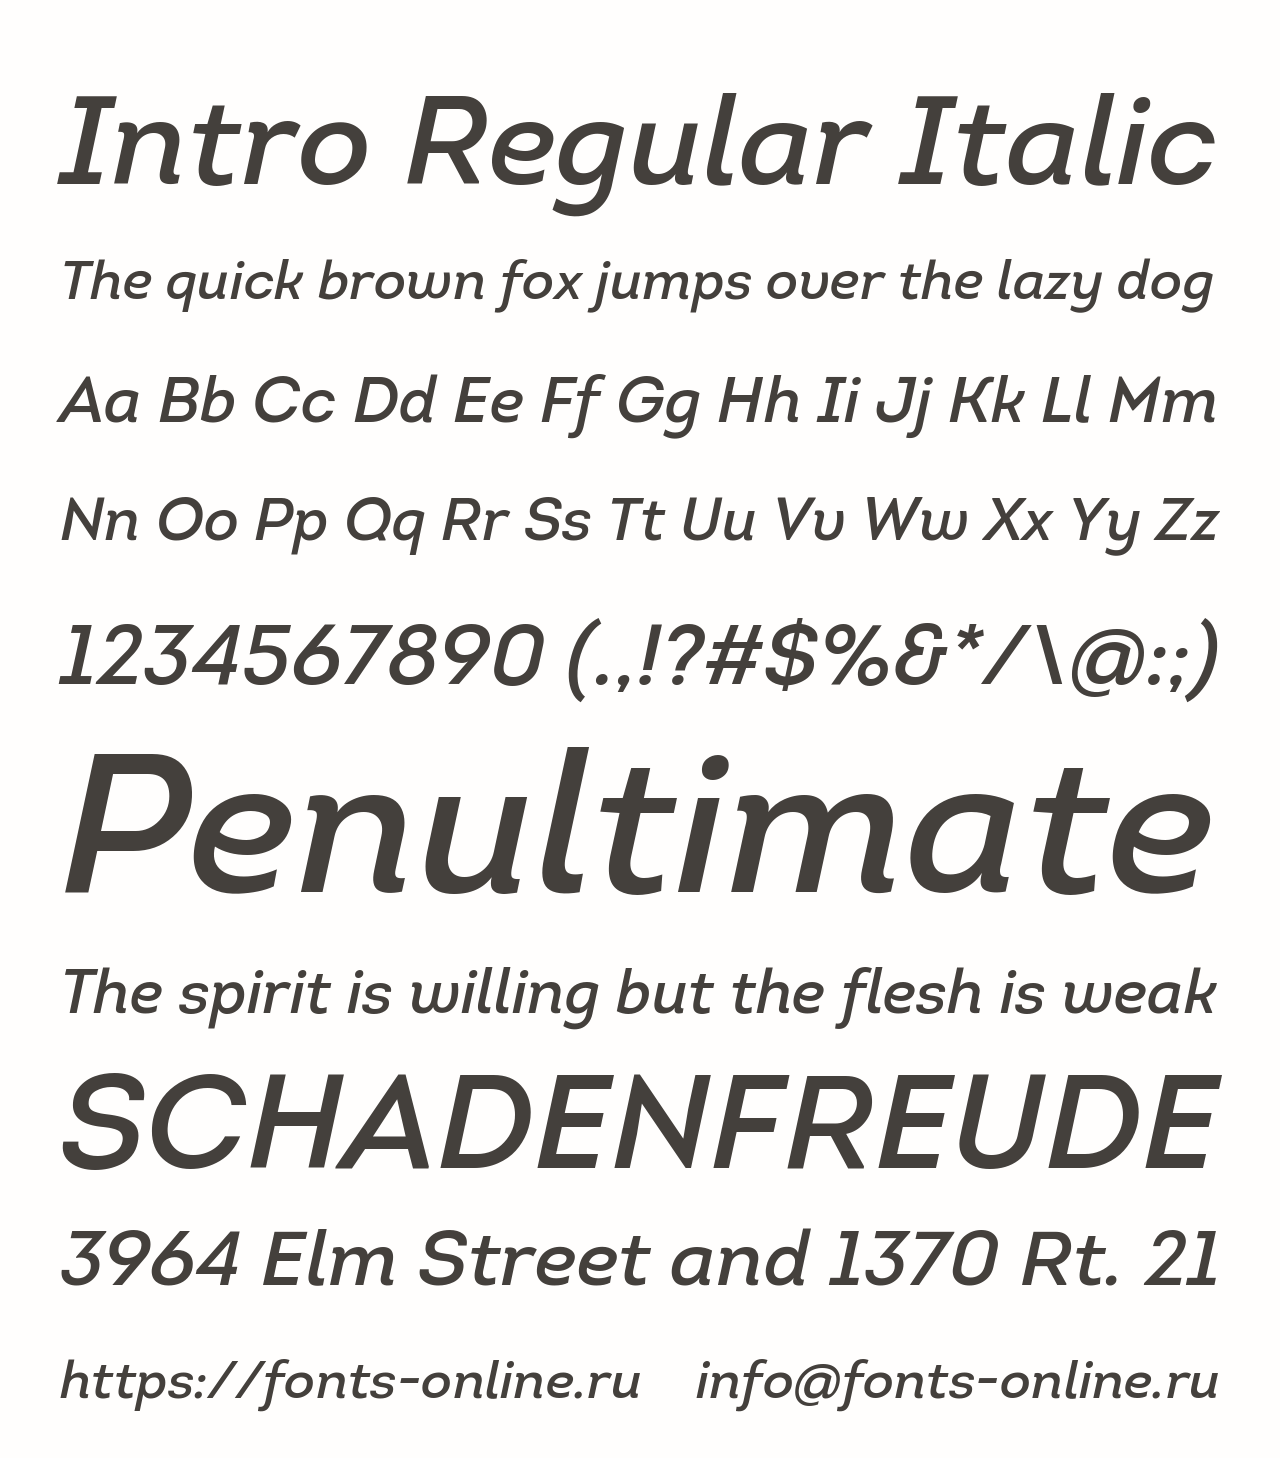 Intro Regular Italic
The quick brown fox jumps over the lazy dog
Aa Bb Cc Dd Ee Ff Gg Hh Ii Jj Kk Ll Mm
Nn Oo Pp Qq Rr Ss Tt Uu Vv Ww Xx Yy Zz
1234567890 (.,!?#$%&*/\@:;)
Penultimate
The spirit is willing but the flesh is weak
SCHADENFREUDE
3964 Elm Street and 1370 Rt. 21
https://fonts-online.ru info@fonts-online.ru